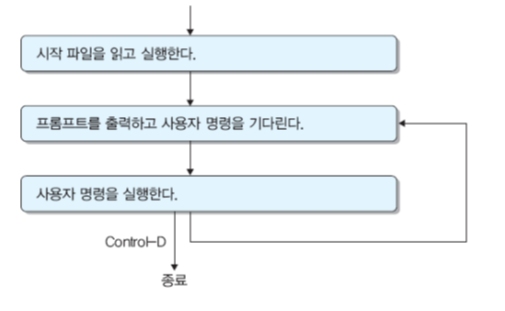 시작 파일을 읽고 실행한다.
프롬프트를 출력하고 사용자 명령을 기다린다.
사용자 명령을 실행한다.
Control-D
종료